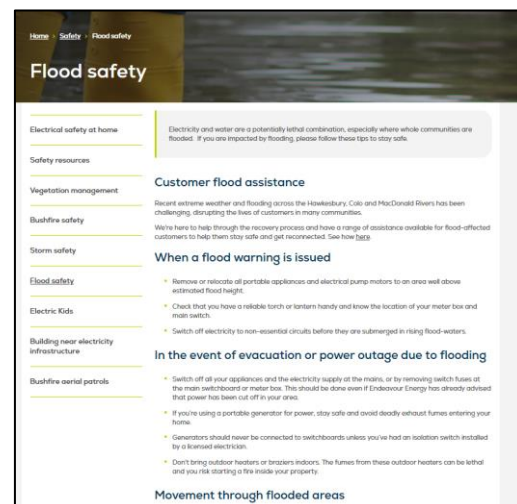 Home > Safety > Flood safety
Flood safety
Electrical safety at home
Safety resources
Vegetation management
Bushfire safety
Storm safety
Flood safety
Electric Kids
Building near electricity
infrastructure
Bushfire aerial patrols
Electricity and water are a potentially lethal combination, especially where whole communities are
flooded. If you are impacted by flooding, please follow these tips to stay safe.
Customer flood assistance
Recent extreme weather and flooding across the Hawkesbury, Colo and MacDonald Rivers has been
challenging, disrupting the lives of customers in many communities.
We're here to help through the recovery process and have a range of assistance available for flood-affected
customers to help them stay safe and get reconnected. See how here.
When a flood warning is issued
• Remove or relocate all portable appliances and electrical pump motors to an area well above
estimated flood height.
• Check that you have a reliable torch or lantern handy and know the location of your meter box and
main switch.
• Switch off electricity to non-essential circuits before they are submerged in rising flood-waters.
In the event of evacuation or power outage due to flooding
• Switch off all your appliances and the electricity supply at the mains, or by removing switch fuses at
the main switchboard or meter box. This should be done even if Endeavour Energy has already advised
that power has been cut off in your area.
• If you're using a portable generator for power, stay safe and avoid deadly exhaust fumes entering your
home.
• Generators should never be connected to switchboards unless you've had an isolation switch installed
by a licensed electrician.
• Don't bring outdoor heaters or braziers indoors. The fumes from these outdoor heaters can be lethal
and you risk starting a fire inside your property.
Movement through flooded areas